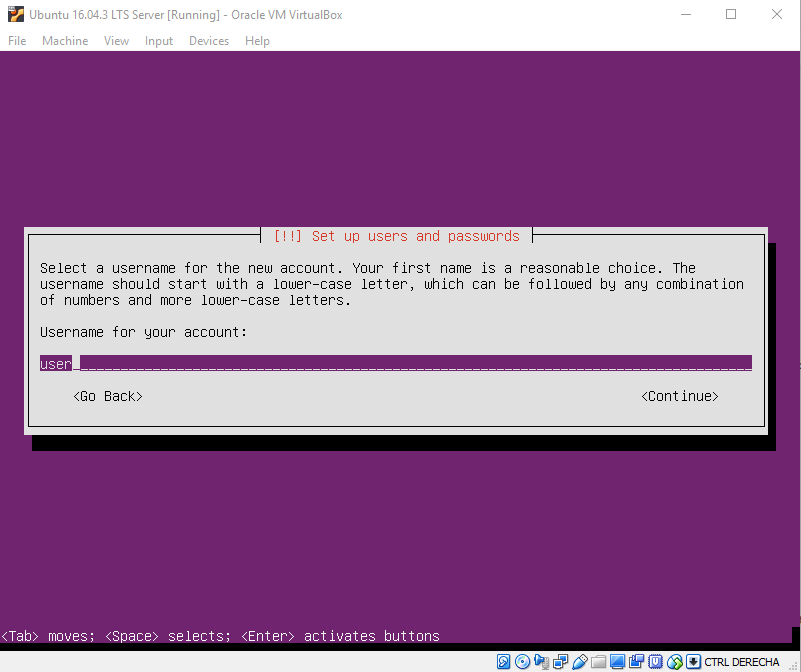 Ubuntu 16.04.3 LTS Server [Running] - Oracle VM VirtualBox
File Machine View Input Devices Help
[!!] Set up users and passwords
Select a username for the new account. Your first name is a reasonable choice. The
username should start with a lower-case letter, which can be followed by any combination
of numbers and more lower-case letters.
Username for your account:
user
<Go Back> <Continue>
<Tab> moves; <Space> selects; <Enter> activates buttons
CTRL DERECHA